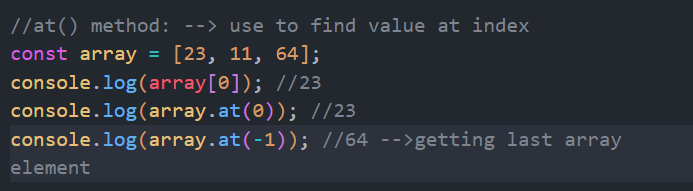 //at() method: --> use to find value at index
const array = [23, 11, 64];
console.log(array[0]); //23
console.log(array.at(0)); //23
console.log(array.at(-1)); //64 -->getting last array
element